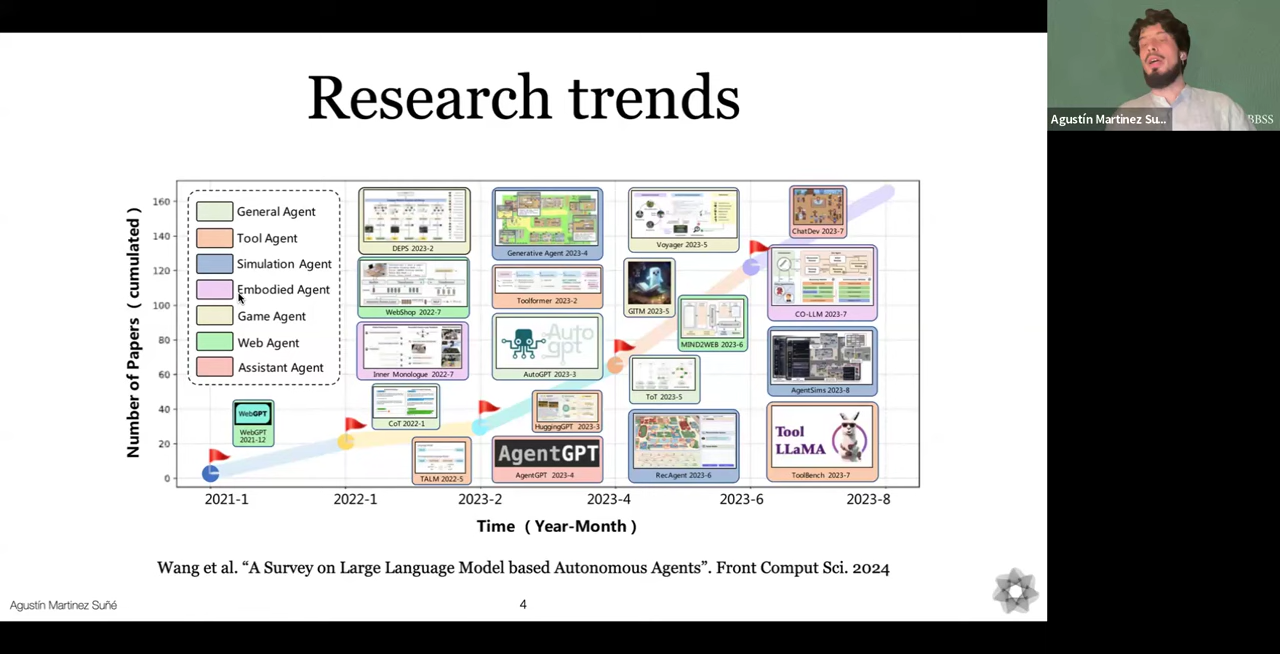 Research trends
Agustín Martinez Su...
BBSS
Number of Papers ( cumulated )
160
140
120
100
80
60
40
20
0
General Agent
Tool Agent
Simulation Agent
Embodied Agent
Game Agent
Web Agent
Assistant Agent
WebGPT
WebGPT
2021-12
DEPS 2023-2
WebShop 2022-7
Inner Monologue 2022-7
CoT 2022-1
TALM 2022-5
Generative Agent 2023-4
Toolformer 2023-2
Auto
gpt
AutoGPT 2023-3
HuggingGPT 2023-3
AgentGPT
AgentGPT 2023-4
Voyager 2023-5
GITM 2023-5
MIND2WEB 2023-6
ToT 2023-5
RecAgent 2023-6
ChatDev 2023-7
CO-LLM 2023-7
AgentSims 2023-8
Tool
LLaMA
ToolBench 2023-7
2021-1
2022-1
2023-2
2023-4
2023-6
2023-8
Time ( Year-Month )
Wang et al. “A Survey on Large Language Model based Autonomous Agents”. Front Comput Sci. 2024
Agustín Martinez Suñé
4